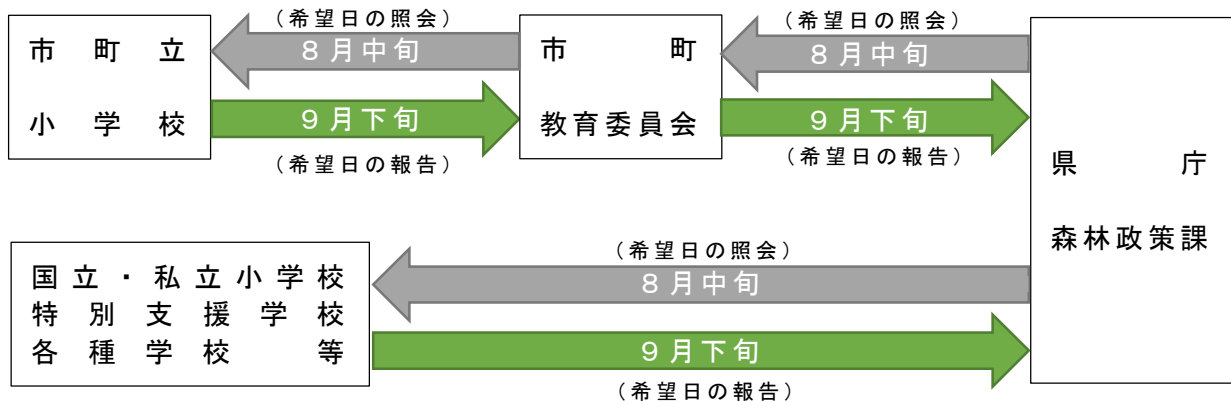 (希望日の照会)
8月中旬
(希望日の照会)
8月中旬
市町立
小学校
市町
教育委員会
9月下旬
(希望日の報告)
9月下旬
(希望日の報告)
県庁
森林政策課
国立・私立小学校
特別支援学校
各種学校等
(希望日の照会)
8月中旬
9月下旬
(希望日の報告)